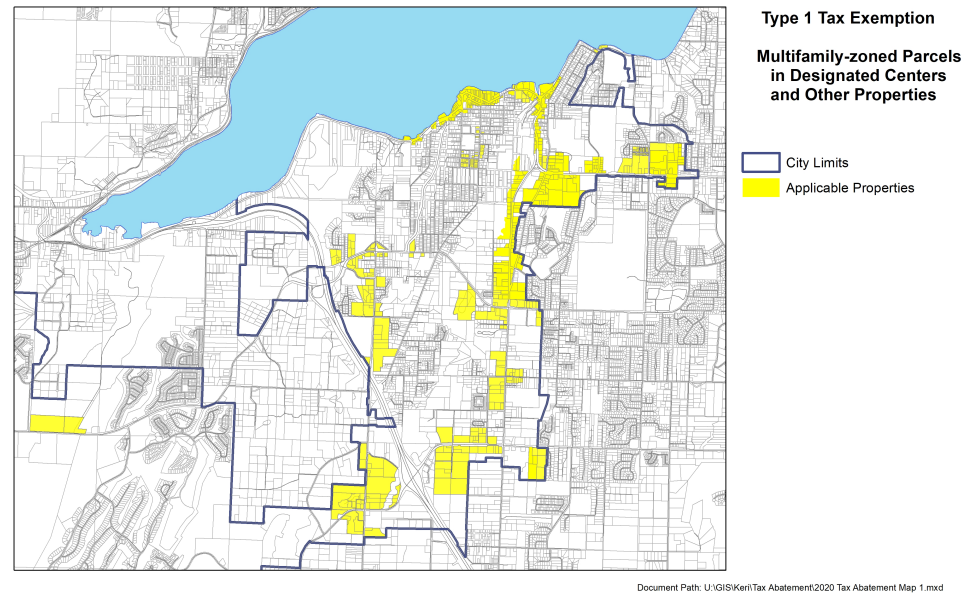 Type 1 Tax Exemption
Multifamily-zoned Parcels
in Designated Centers
and Other Properties
City Limits
Applicable Properties
Document Path: U:\GIS\Keri\Tax Abatement\2020 Tax Abatement Map 1.mxd